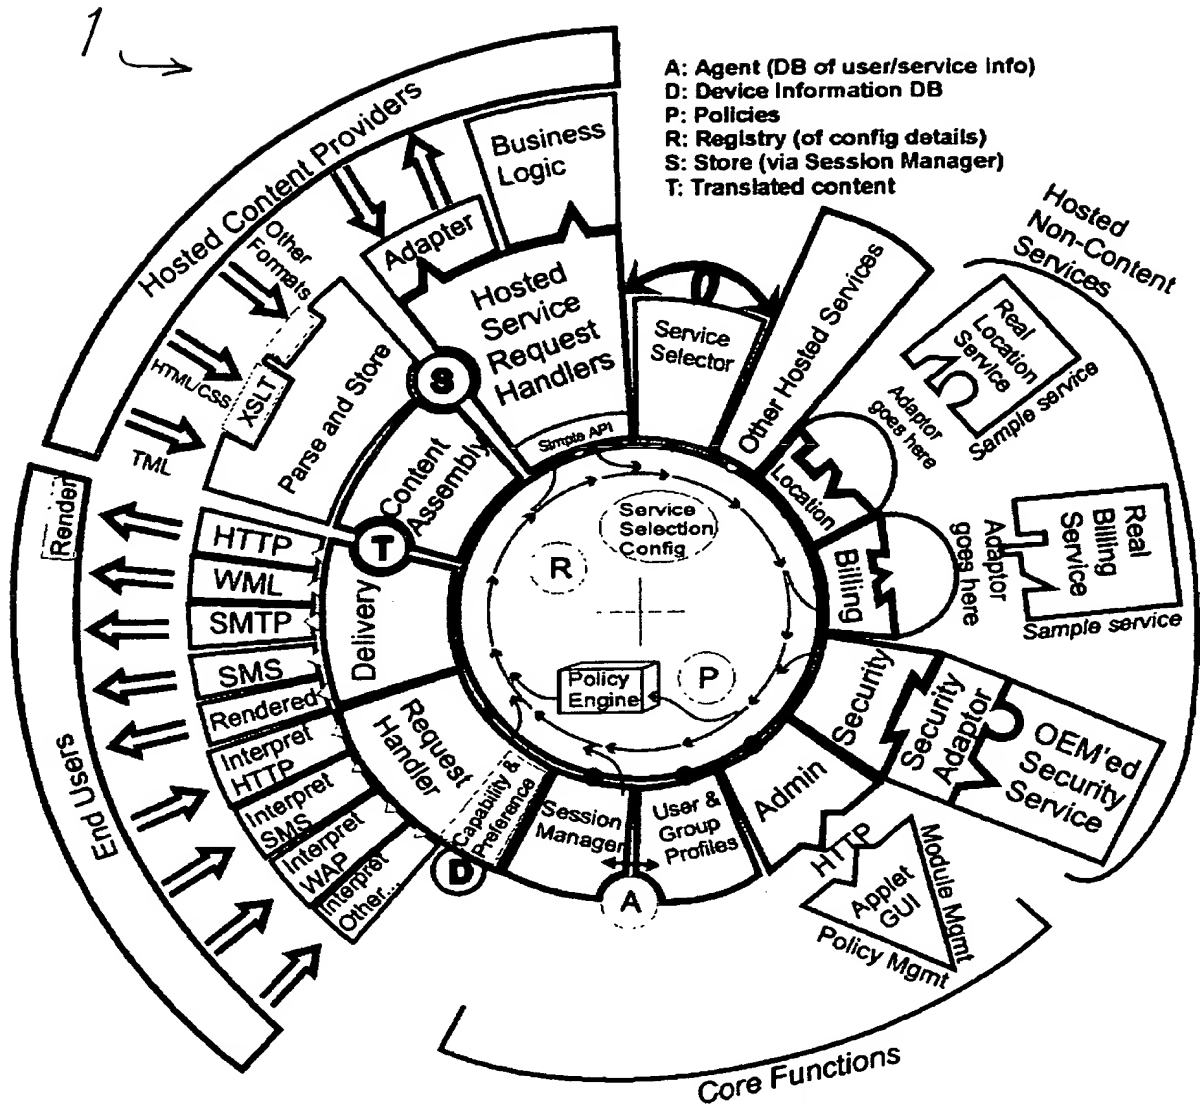 1
A: Agent (DB of user/service info)
D: Device Information DB
P: Policies
R: Registry (of config details)
S: Store (via Session Manager)
T: Translated content
Hosted Content Providers
Business
Logic
Adapter
Other
Formats
HTML/CSS
XSLT
TML
Parse and Store
S
Hosted
Service
Request
Handlers
Simple API
Service
Selector
Other Hosted Services
Hosted
Non-Content
Services
Real
Location
Service
Sample service
Adaptor
goes here
Location
Real
Billing
Service
Sample service
Adaptor
goes here
Billing
Content
Assembly
T
Service
Selection
Config
R
P
Policy
Engine
Render
HTTP
WML
SMTP
SMS
Rendered
Delivery
End Users
Interpret
HTTP
Interpret
SMS
Interpret
WAP
Interpret
Other...
Request
Handler
Capability &
Preference
D
Session
Manager
User &
Group
Profiles
A
Admin
Security
Security
Adaptor
OEM'ed
Security
Service
HTTP
Applet
GUI
Module Mgmt
Policy Mgmt
Core Functions